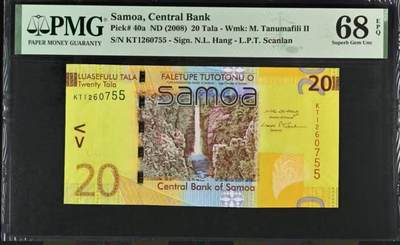 PMG
PAPER MONEY GUARANTY
Samoa, Central Bank
Pick# 40a ND (2008) 20 Tala - Wmk: M. Tanumafili II
S/N KT1260755 - Sign. N.L. Hang - L.P.T. Scanlan
68 EPQ
Superb Gem Unc
LUASEFULU TALA
Twenty Tala
KT1260755
FALETUPE TUTOTONU O
SAMOA
20
KT1260755
20
Central Bank of Samoa